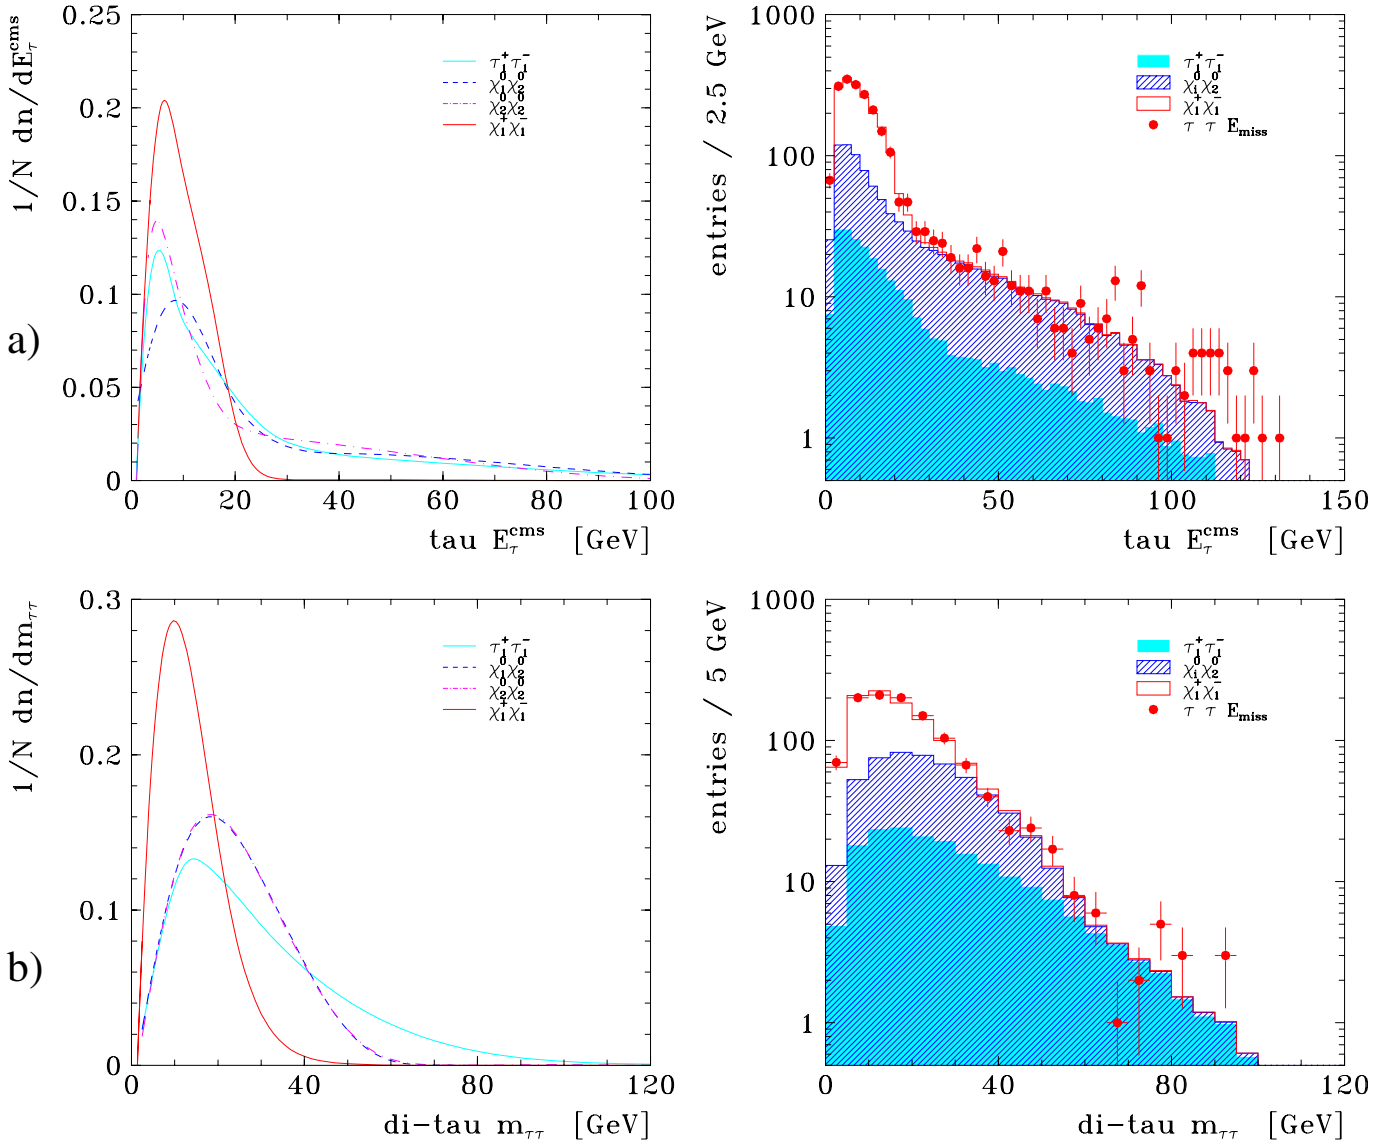 a)
1/N dn/dE_τ^cms
0.25
0.2
0.15
0.1
0.05
0
τ₁⁺τ₁⁻
χ₁⁰χ₂⁰
χ₂⁰χ₂⁰
χ₁⁺χ₁⁻
0 20 40 60 80 100
tau E_τ^cms [GeV]
entries / 2.5 GeV
1000
100
10
1
τ₁⁺τ₁⁻
χᵢ⁰χ₂⁰
χ₁⁺χ₁⁻
τ τ E_miss
0 50 100 150
tau E_τ^cms [GeV]
b)
1/N dn/dm_ττ
0.3
0.2
0.1
0
τ₁⁺τ₁⁻
χ₁⁰χ₂⁰
χ₂⁰χ₂⁰
χ₁⁺χ₁⁻
0 40 80 120
di-tau m_ττ [GeV]
entries / 5 GeV
1000
100
10
1
τ₁⁺τ₁⁻
χᵢ⁰χ₂⁰
χ₁⁺χ₁⁻
τ τ E_miss
0 40 80 120
di-tau m_ττ [GeV]